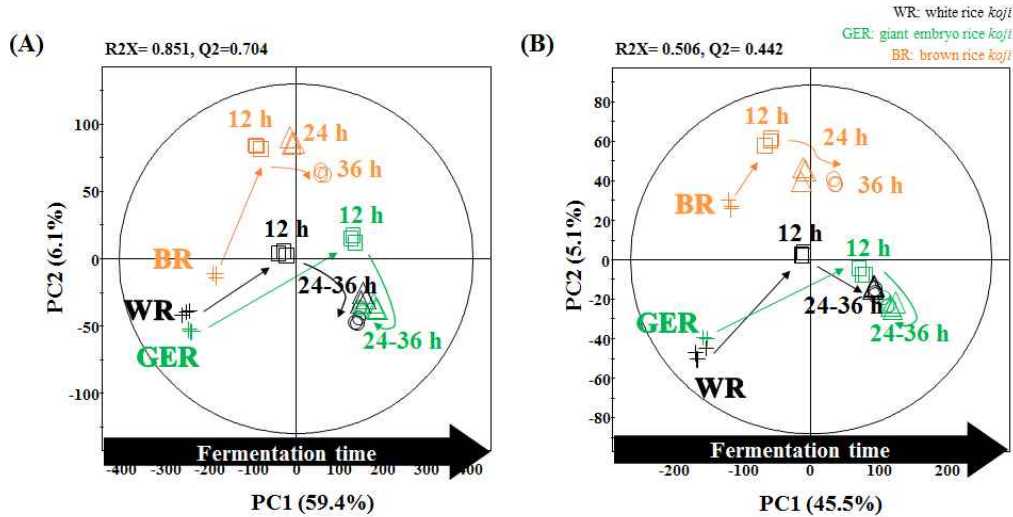 WR: white rice koji
GER: giant embryo rice koji
BR: brown rice koji
(A)
R2X= 0.851, Q2=0.704
100
50
0
-50
-100
PC2 (6.1%)
12 h
24 h
36 h
12 h
12 h
BR
24-36 h
WR
GER
24-36 h
Fermentation time
-400 -200 -100 0 100 200 300 400
PC1 (59.4%)
(B)
R2X= 0.506, Q2= 0.442
80
60
40
20
0
-20
-40
-60
-80
PC2 (5.1%)
12 h
24 h
36 h
BR
12 h
12 h
24-36 h
GER
24-36 h
WR
Fermentation time
-200 -100 0 100 200
PC1 (45.5%)